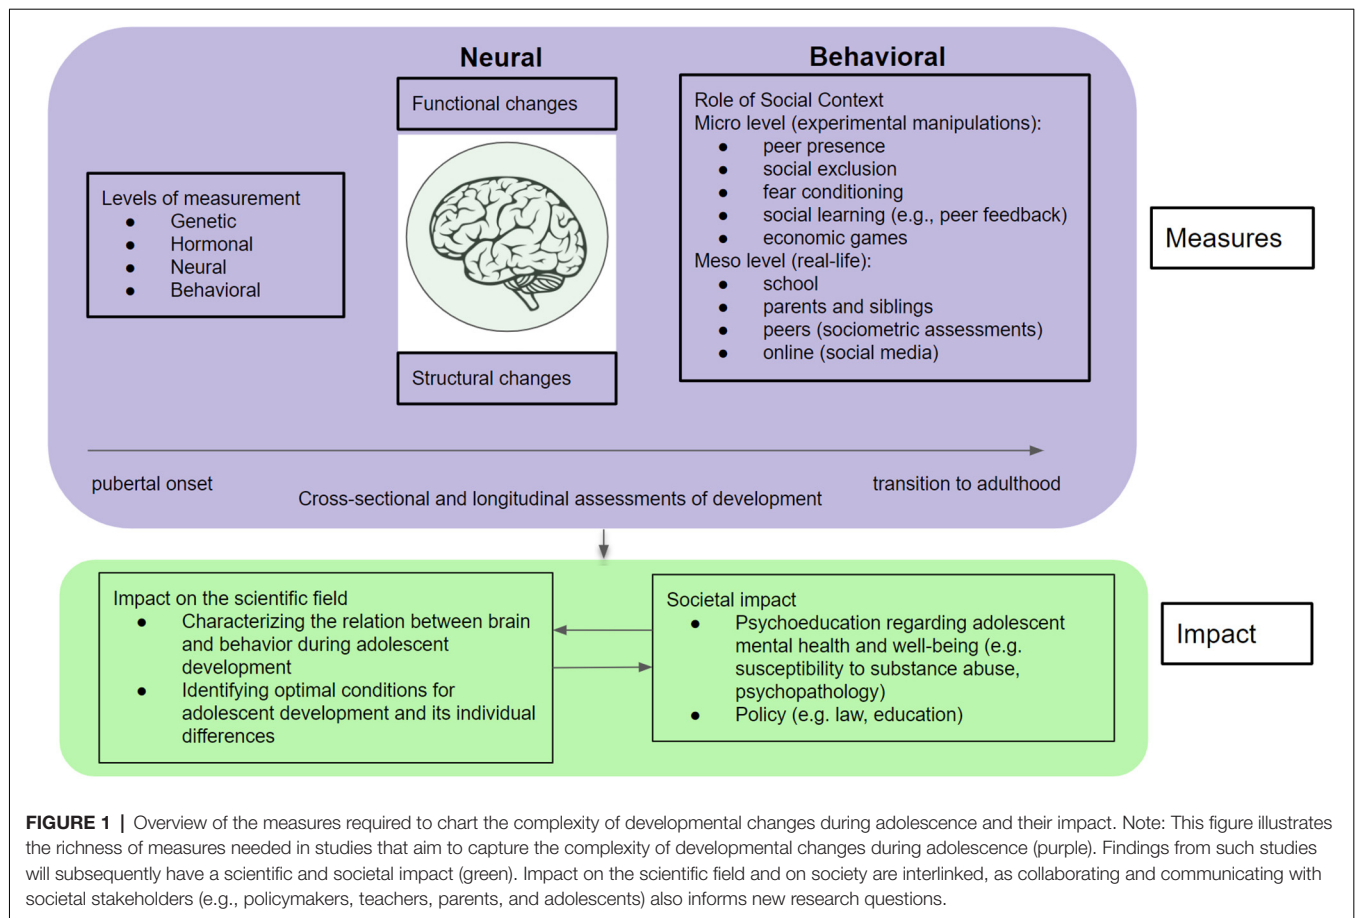 Neural
Behavioral
Functional changes
Structural changes
Levels of measurement
● Genetic
● Hormonal
● Neural
● Behavioral
Role of Social Context
Micro level (experimental manipulations):
● peer presence
● social exclusion
● fear conditioning
● social learning (e.g., peer feedback)
● economic games
Meso level (real-life):
● school
● parents and siblings
● peers (sociometric assessments)
● online (social media)
Measures
pubertal onset
Cross-sectional and longitudinal assessments of development
transition to adulthood
Impact on the scientific field
● Characterizing the relation between brain
and behavior during adolescent
development
● Identifying optimal conditions for
adolescent development and its individual
differences
Societal impact
● Psychoeducation regarding adolescent
mental health and well-being (e.g.
susceptibility to substance abuse,
psychopathology)
● Policy (e.g. law, education)
Impact
FIGURE 1 | Overview of the measures required to chart the complexity of developmental changes during adolescence and their impact. Note: This figure illustrates
the richness of measures needed in studies that aim to capture the complexity of developmental changes during adolescence (purple). Findings from such studies
will subsequently have a scientific and societal impact (green). Impact on the scientific field and on society are interlinked, as collaborating and communicating with
societal stakeholders (e.g., policymakers, teachers, parents, and adolescents) also informs new research questions.